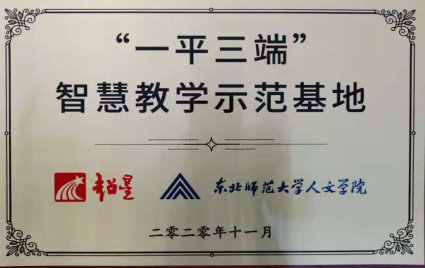 “一平三端”
智慧教学示范基地
超星 东北师范大学人文学院
二零二零年十一月